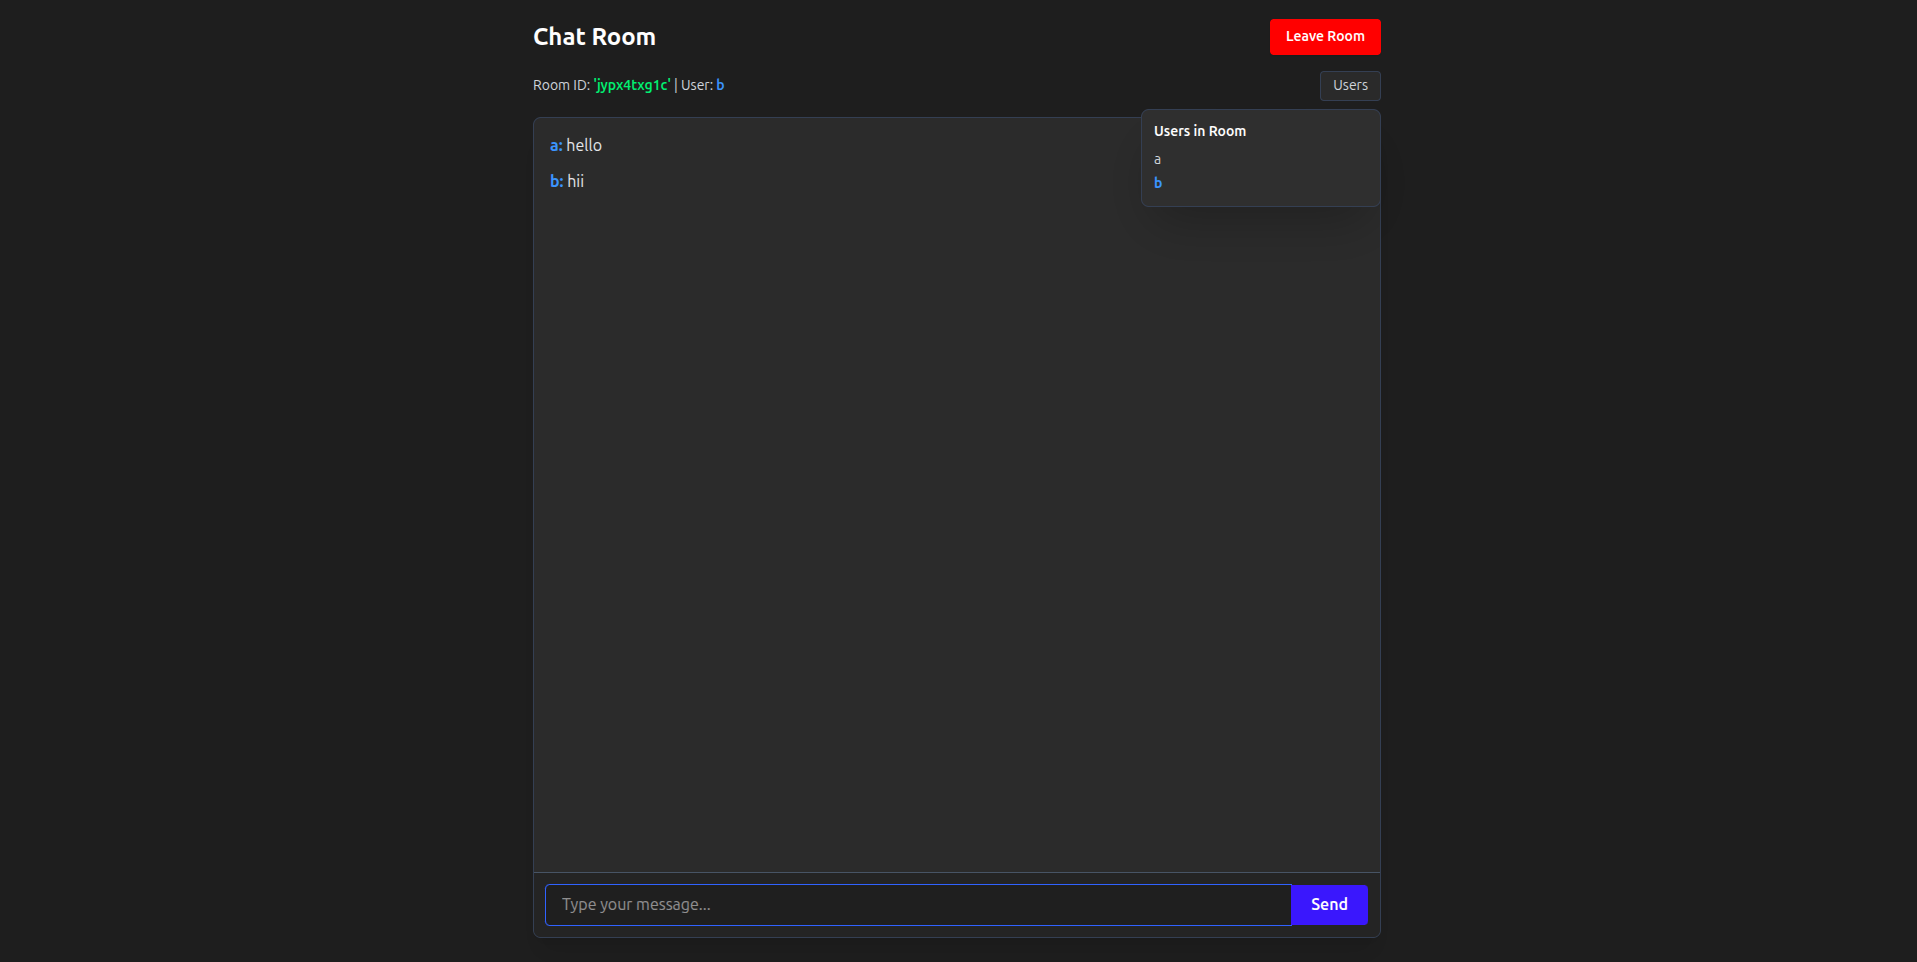 Chat Room
Leave Room
Room ID: 'jypx4txg1c' | User: b
Users
Users in Room
a
b
a: hello
b: hii
Type your message...
Send